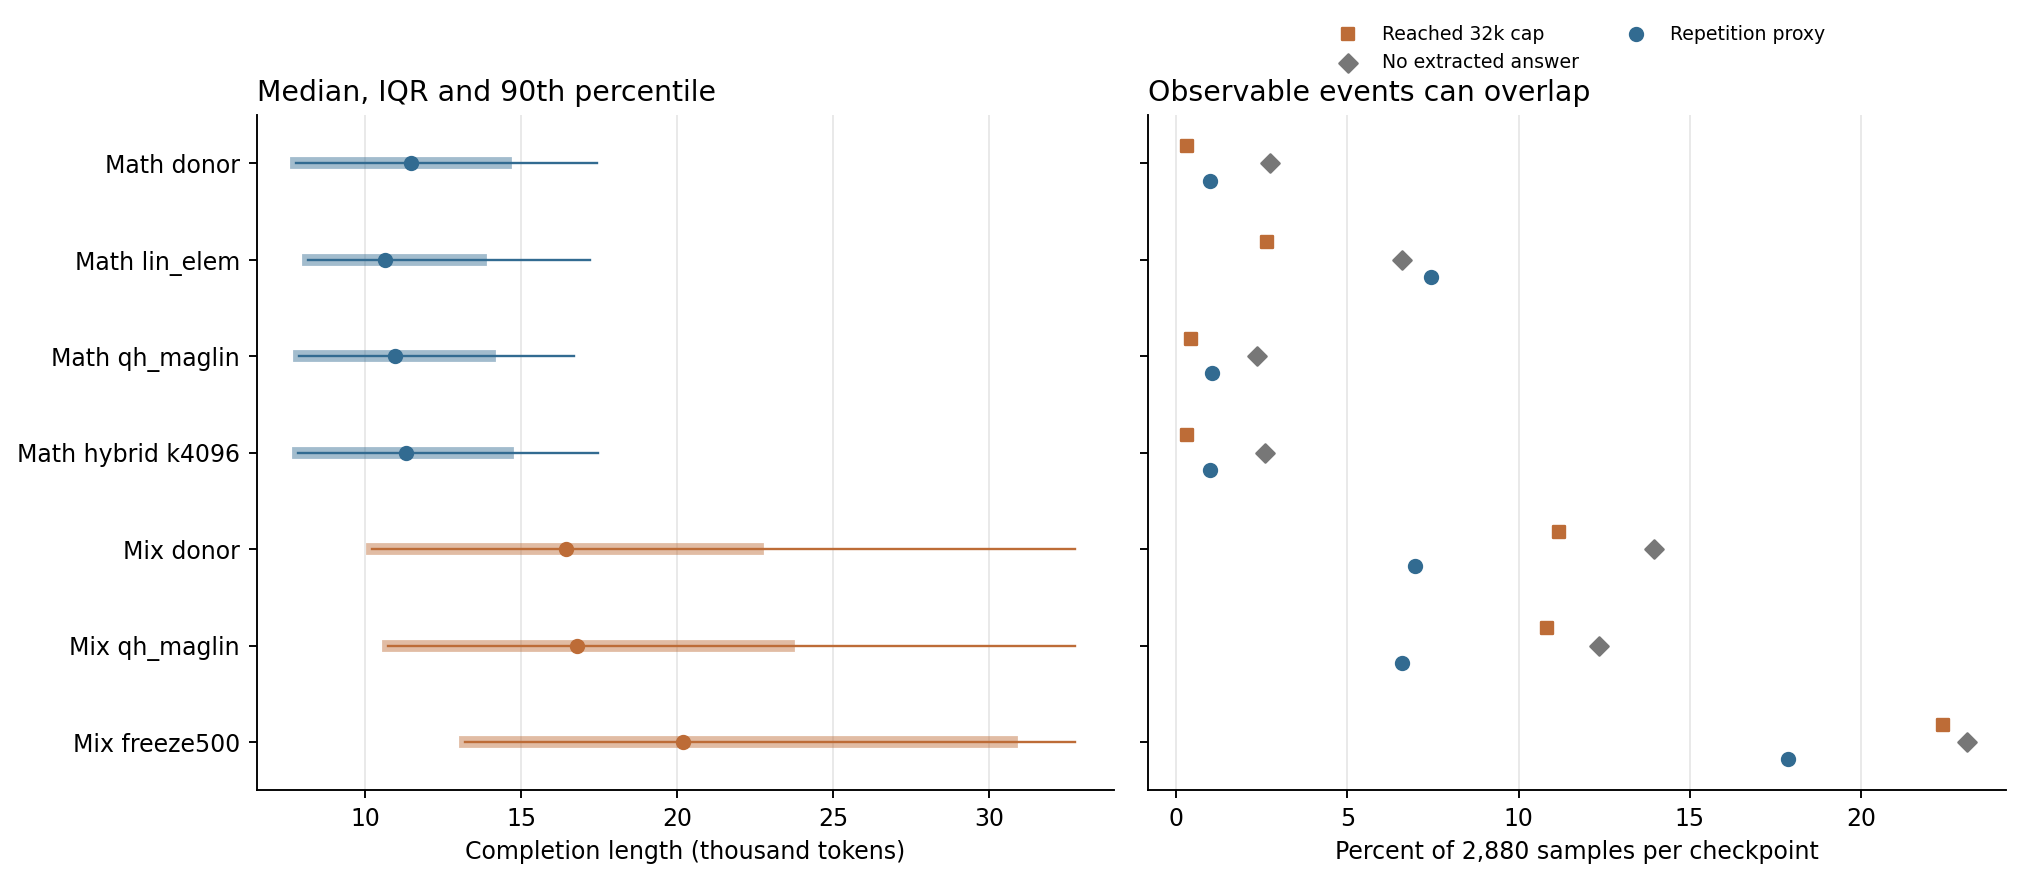 Reached 32k cap
No extracted answer
Repetition proxy
Median, IQR and 90th percentile
Observable events can overlap
Math donor
Math lin_elem
Math qh_maglin
Math hybrid k4096
Mix donor
Mix qh_maglin
Mix freeze500
10 15 20 25 30
Completion length (thousand tokens)
0 5 10 15 20
Percent of 2,880 samples per checkpoint